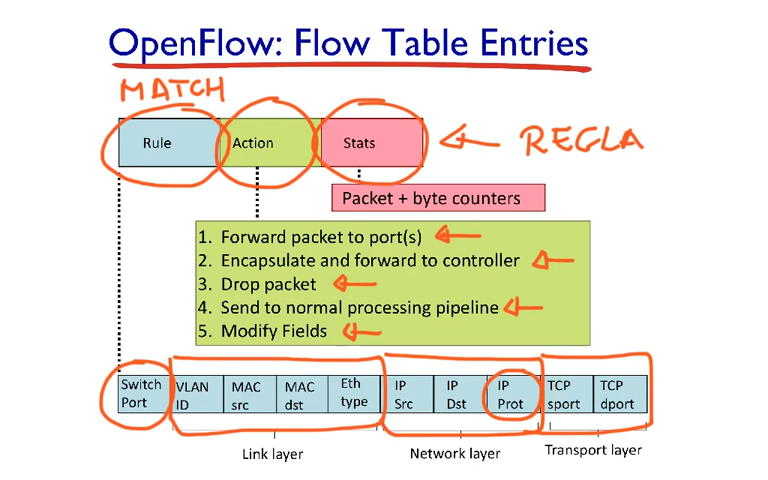 OpenFlow: Flow Table Entries
MATCH
Rule Action Stats
REGLA
Packet + byte counters
1. Forward packet to port(s)
2. Encapsulate and forward to controller
3. Drop packet
4. Send to normal processing pipeline
5. Modify Fields
Switch VLAN MAC MAC Eth IP IP IP TCP TCP
Port ID src dst type Src Dst Prot sport dport
Link layer Network layer Transport layer